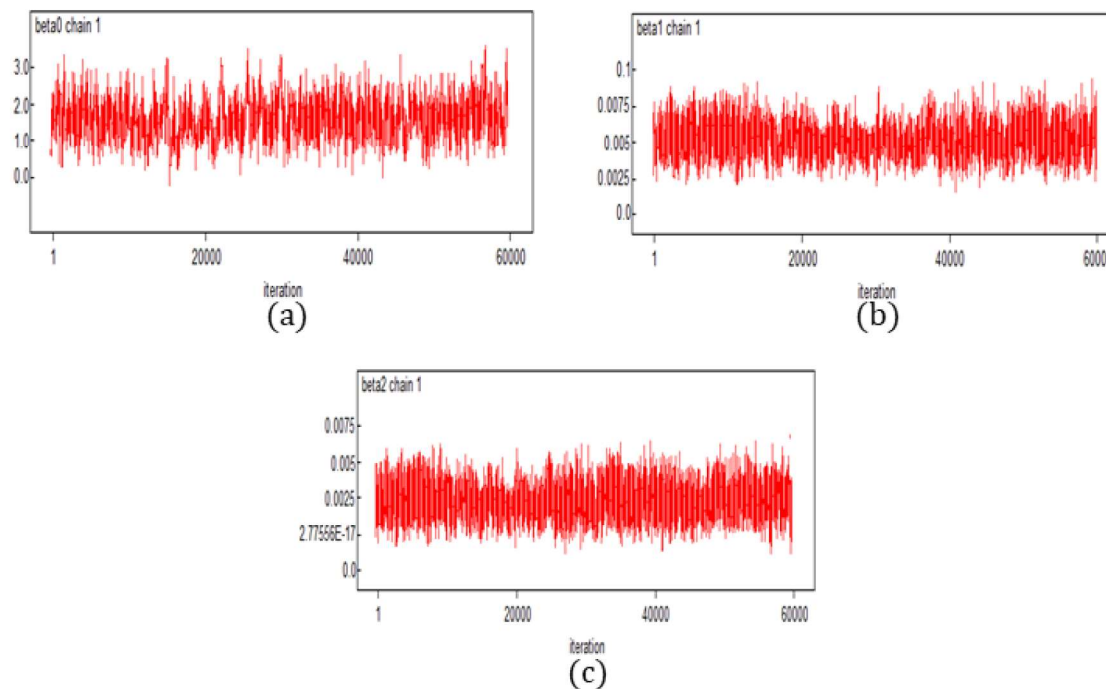 beta0 chain 1
3.0
2.0
1.0
0.0
1 20000 40000 60000
iteration
(a)
beta1 chain 1
0.1
0.0075
0.005
0.0025
0.0
1 20000 40000 6000
iteration
(b)
beta2 chain 1
0.0075
0.005
0.0025
2.77556E-17
0.0
1 20000 40000 60000
iteration
(c)